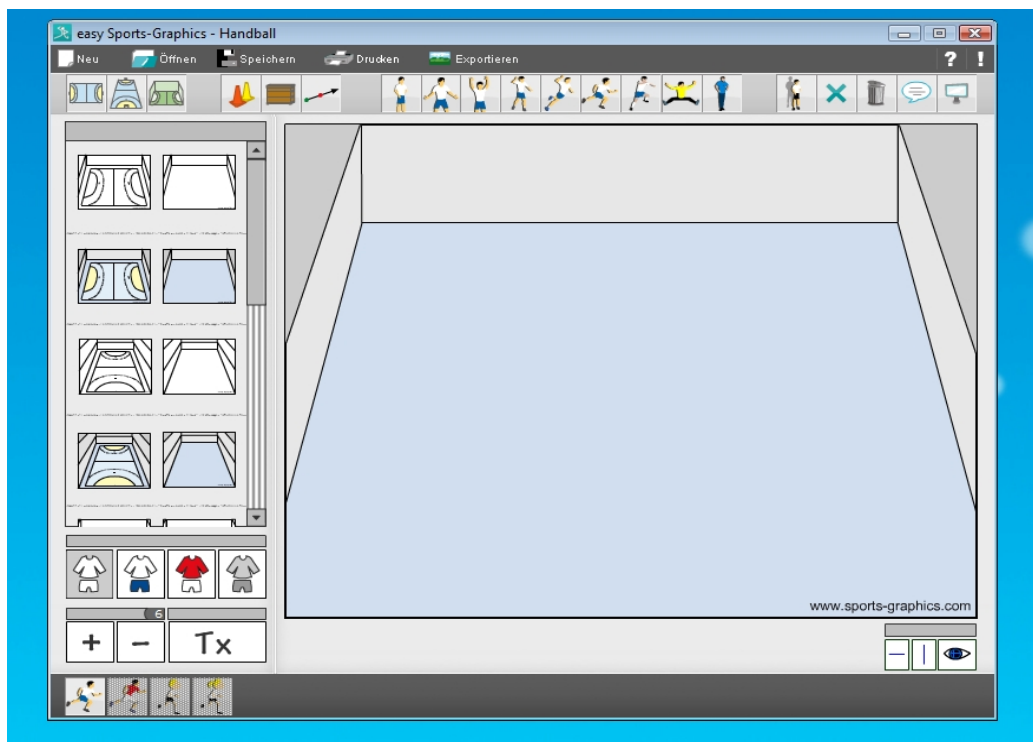 easy Sports-Graphics - Handball
Neu Öffnen Speichern Drucken Exportieren ? !
www.sports-graphics.com
6
+ - Tx